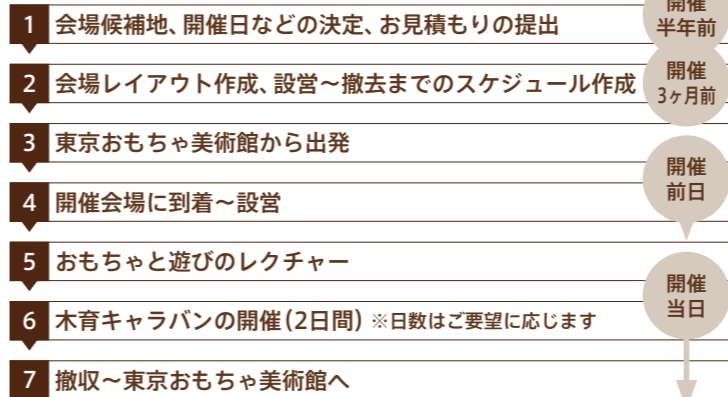 1 会場候補地、開催日などの決定、お見積もりの提出
開催
半年前
2 会場レイアウト作成、設営〜撤去までのスケジュール作成
開催
3ヶ月前
3 東京おもちゃ美術館から出発
開催
前日
4 開催会場に到着〜設営
5 おもちゃと遊びのレクチャー
開催
当日
6 木育キャラバンの開催(2日間) ※日数はご要望に応じます
7 撤収〜東京おもちゃ美術館へ